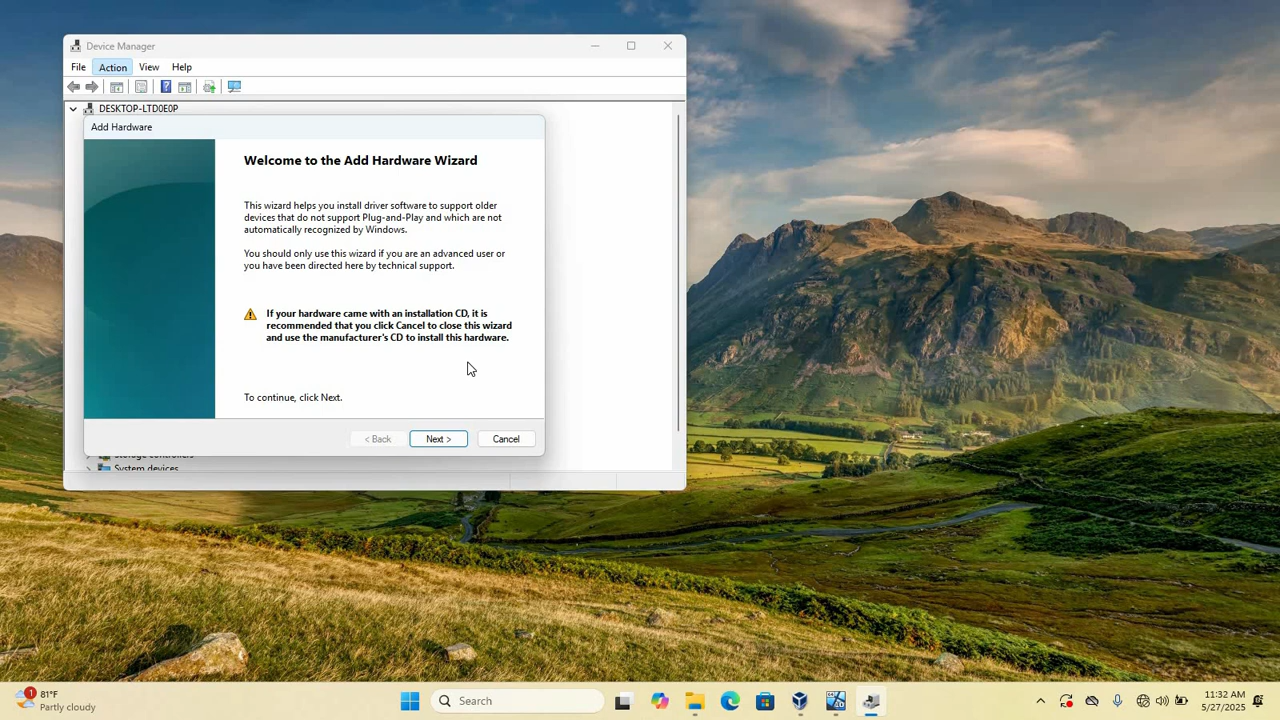 Device Manager
File Action View Help
DESKTOP-LTD0E0P
Add Hardware
Welcome to the Add Hardware Wizard
This wizard helps you install driver software to support older
devices that do not support Plug-and-Play and which are not
automatically recognized by Windows.
You should only use this wizard if you are an advanced user or
you have been directed here by technical support.
If your hardware came with an installation CD, it is
recommended that you click Cancel to close this wizard
and use the manufacturer's CD to install this hardware.
To continue, click Next.
< Back Next > Cancel
Storage controllers
System devices
1
81°F
Partly cloudy
Search
11:32 AM
5/27/2025